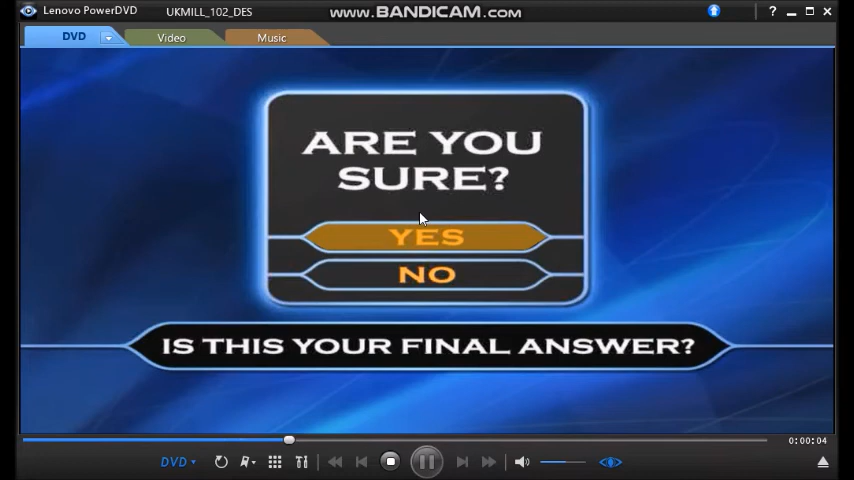 Lenovo PowerDVD
UKMILL_102_DES
www.BANDICAM.com
?
DVD
Video
Music
ARE YOU
SURE?
YES
NO
IS THIS YOUR FINAL ANSWER?
0:00:04
DVD